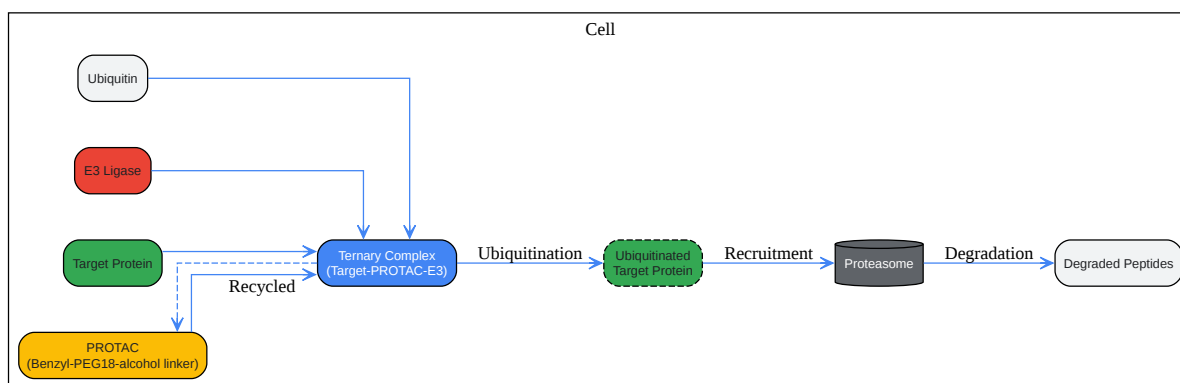 Cell
Ubiquitin
E3 Ligase
Target Protein
Ternary Complex
(Target-PROTAC-E3)
Ubiquitination
Ubiquitinated
Target Protein
Recruitment
Proteasome
Degradation
Degraded Peptides
Recycled
PROTAC
(Benzyl-PEG18-alcohol linker)